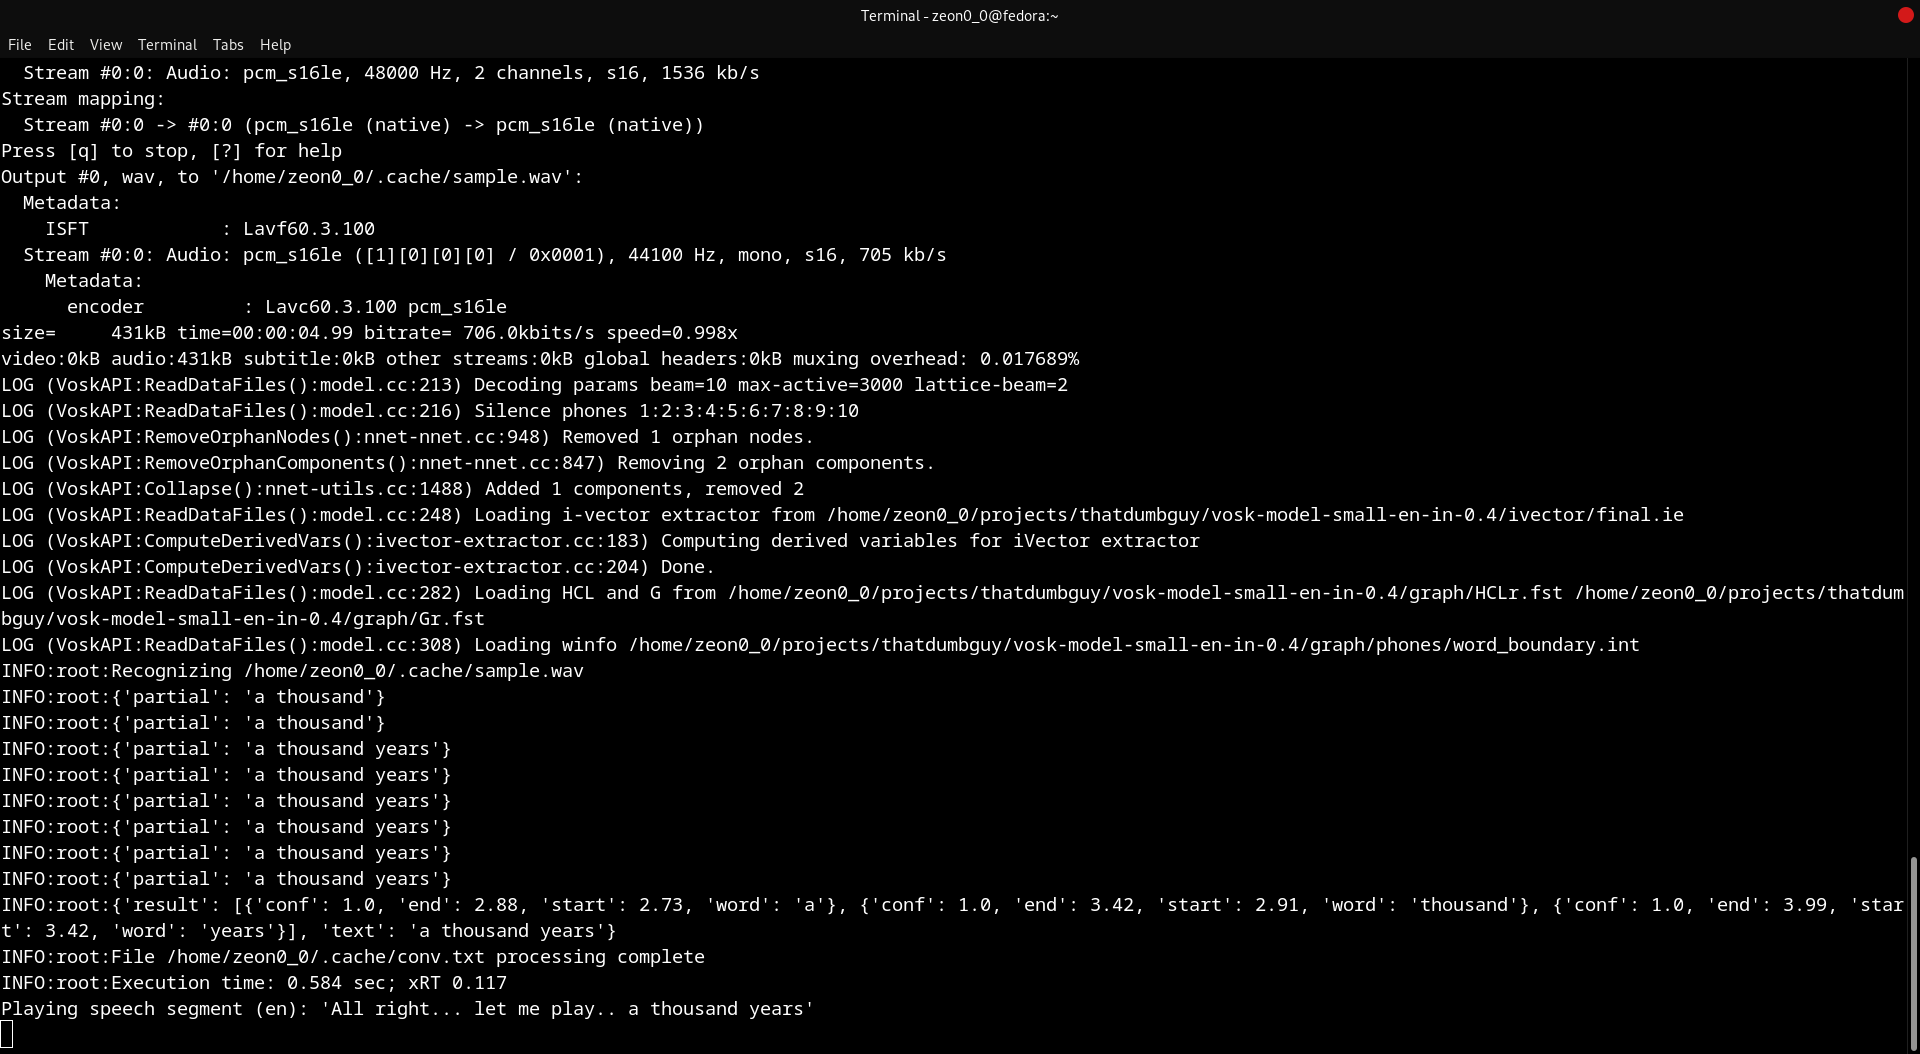 Terminal - zeon0_0@fedora:~
File Edit View Terminal Tabs Help
  Stream #0:0: Audio: pcm_s16le, 48000 Hz, 2 channels, s16, 1536 kb/s
Stream mapping:
  Stream #0:0 -> #0:0 (pcm_s16le (native) -> pcm_s16le (native))
Press [q] to stop, [?] for help
Output #0, wav, to '/home/zeon0_0/.cache/sample.wav':
  Metadata:
    ISFT            : Lavf60.3.100
  Stream #0:0: Audio: pcm_s16le ([1][0][0][0] / 0x0001), 44100 Hz, mono, s16, 705 kb/s
    Metadata:
      encoder         : Lavc60.3.100 pcm_s16le
size=     431kB time=00:00:04.99 bitrate= 706.0kbits/s speed=0.998x
video:0kB audio:431kB subtitle:0kB other streams:0kB global headers:0kB muxing overhead: 0.017689%
LOG (VoskAPI:ReadDataFiles():model.cc:213) Decoding params beam=10 max-active=3000 lattice-beam=2
LOG (VoskAPI:ReadDataFiles():model.cc:216) Silence phones 1:2:3:4:5:6:7:8:9:10
LOG (VoskAPI:RemoveOrphanNodes():nnet-nnet.cc:948) Removed 1 orphan nodes.
LOG (VoskAPI:RemoveOrphanComponents():nnet-nnet.cc:847) Removing 2 orphan components.
LOG (VoskAPI:Collapse():nnet-utils.cc:1488) Added 1 components, removed 2
LOG (VoskAPI:ReadDataFiles():model.cc:248) Loading i-vector extractor from /home/zeon0_0/projects/thatdumbguy/vosk-model-small-en-in-0.4/ivector/final.ie
LOG (VoskAPI:ComputeDerivedVars():ivector-extractor.cc:183) Computing derived variables for iVector extractor
LOG (VoskAPI:ComputeDerivedVars():ivector-extractor.cc:204) Done.
LOG (VoskAPI:ReadDataFiles():model.cc:282) Loading HCL and G from /home/zeon0_0/projects/thatdumbguy/vosk-model-small-en-in-0.4/graph/HCLr.fst /home/zeon0_0/projects/thatdum
bguy/vosk-model-small-en-in-0.4/graph/Gr.fst
LOG (VoskAPI:ReadDataFiles():model.cc:308) Loading winfo /home/zeon0_0/projects/thatdumbguy/vosk-model-small-en-in-0.4/graph/phones/word_boundary.int
INFO:root:Recognizing /home/zeon0_0/.cache/sample.wav
INFO:root:{'partial': 'a thousand'}
INFO:root:{'partial': 'a thousand'}
INFO:root:{'partial': 'a thousand years'}
INFO:root:{'partial': 'a thousand years'}
INFO:root:{'partial': 'a thousand years'}
INFO:root:{'partial': 'a thousand years'}
INFO:root:{'partial': 'a thousand years'}
INFO:root:{'partial': 'a thousand years'}
INFO:root:{'result': [{'conf': 1.0, 'end': 2.88, 'start': 2.73, 'word': 'a'}, {'conf': 1.0, 'end': 3.42, 'start': 2.91, 'word': 'thousand'}, {'conf': 1.0, 'end': 3.99, 'star
t': 3.42, 'word': 'years'}], 'text': 'a thousand years'}
INFO:root:File /home/zeon0_0/.cache/conv.txt processing complete
INFO:root:Execution time: 0.584 sec; xRT 0.117
Playing speech segment (en): 'All right... let me play.. a thousand years'